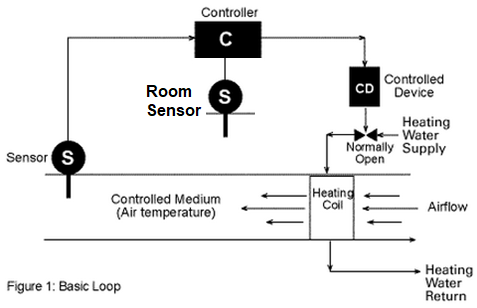 Controller
C
Room
Sensor
S
CD
Controlled
Device
Heating
Water
Supply
Normally
Open
Sensor
S
Controlled Medium
(Air temperature)
Heating
Coil
Airflow
Heating
Water
Return
Figure 1: Basic Loop